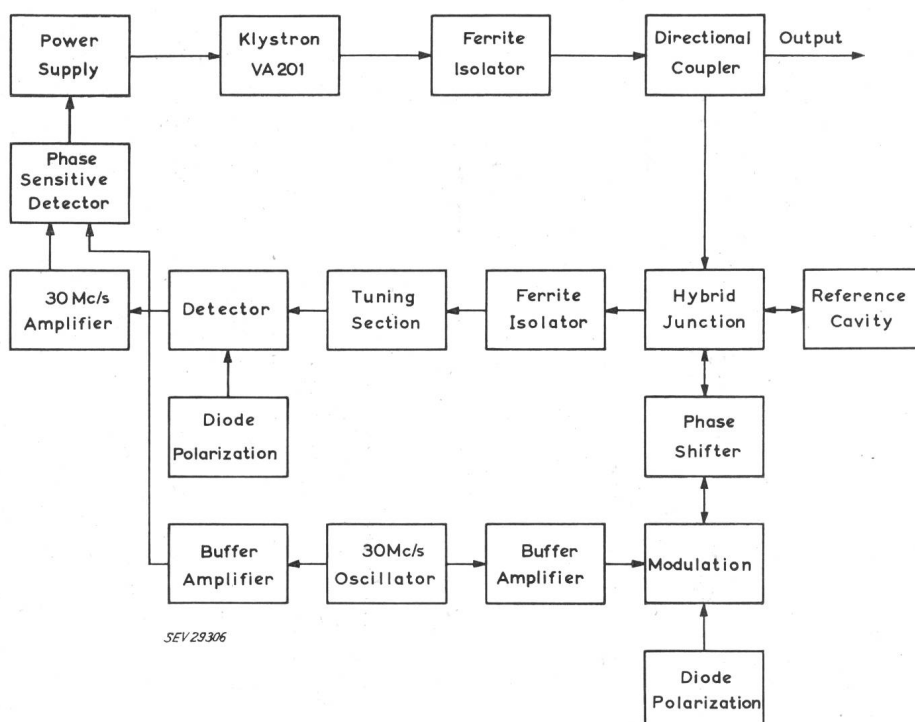 Power
Supply
Klystron
VA 201
Ferrite
Isolator
Directional
Coupler
Output
Phase
Sensitive
Detector
30 Mc/s
Amplifier
Detector
Tuning
Section
Ferrite
Isolator
Hybrid
Junction
Reference
Cavity
Diode
Polarization
Phase
Shifter
Buffer
Amplifier
30Mc/s
Oscillator
Buffer
Amplifier
Modulation
SEV 29306
Diode
Polarization